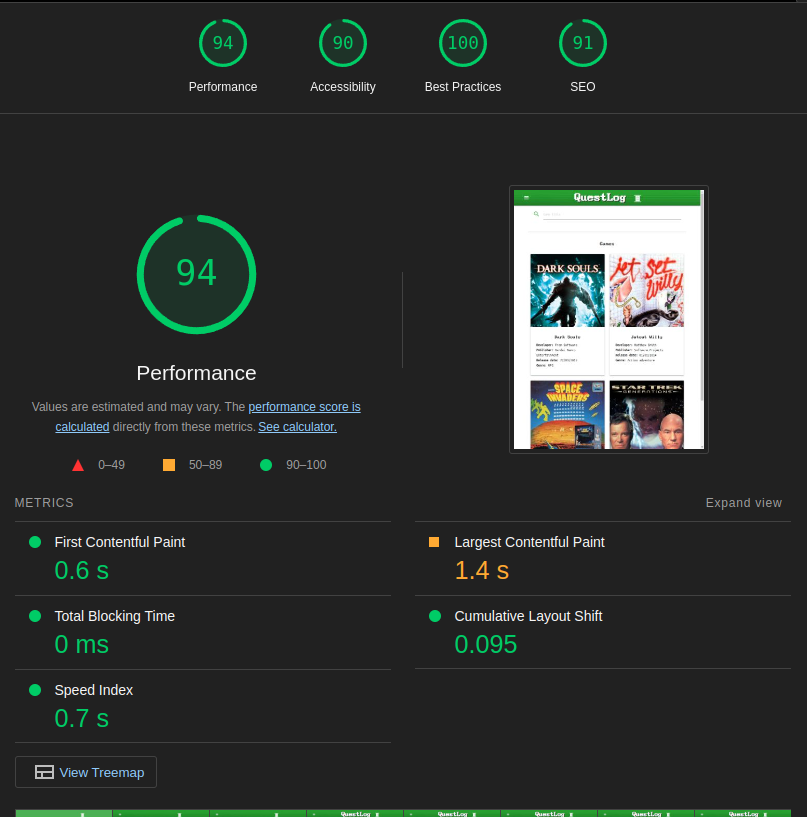 94
90
100
91
Performance
Accessibility
Best Practices
SEO
94
Performance
Values are estimated and may vary. The performance score is
calculated directly from these metrics. See calculator.
0–49
50–89
90–100
QuestLog
Games
DARK SOULS
jet set willy
Dark Souls
Jetset Willy
SPACE INVADERS
STAR TREK
GENERATIONS
METRICS
Expand view
First Contentful Paint
0.6 s
Largest Contentful Paint
1.4 s
Total Blocking Time
0 ms
Cumulative Layout Shift
0.095
Speed Index
0.7 s
View Treemap
QuestLog
QuestLog
QuestLog
QuestLog
QuestLog